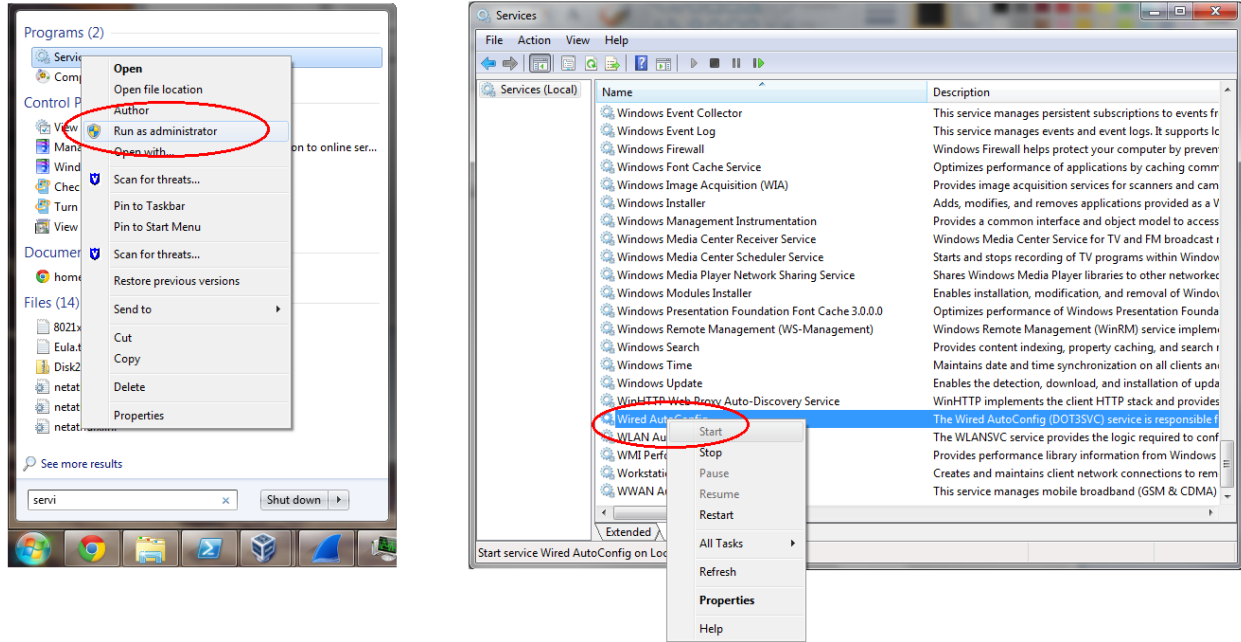 Programs (2)
Servic
Comp
Control P
View
Mana
on to online ser...
Wind
Chec
Turn
View
Documen
home
Files (14)
8021x
Eula.t
Disk2
netat
netat
netat
See more results
servi
Shut down
Open
Open file location
Author
Run as administrator
Open with...
Scan for threats...
Pin to Taskbar
Pin to Start Menu
Scan for threats...
Restore previous versions
Send to
Cut
Copy
Delete
Properties
Services
File Action View Help
Services (Local)
Name Description
Windows Event Collector This service manages persistent subscriptions to events fr
Windows Event Log This service manages events and event logs. It supports lo
Windows Firewall Windows Firewall helps protect your computer by preven
Windows Font Cache Service Optimizes performance of applications by caching comm
Windows Image Acquisition (WIA) Provides image acquisition services for scanners and cam
Windows Installer Adds, modifies, and removes applications provided as a V
Windows Management Instrumentation Provides a common interface and object model to access
Windows Media Center Receiver Service Windows Media Center Service for TV and FM broadcast r
Windows Media Center Scheduler Service Starts and stops recording of TV programs within Window
Windows Media Player Network Sharing Service Shares Windows Media Player libraries to other networked
Windows Modules Installer Enables installation, modification, and removal of Window
Windows Presentation Foundation Font Cache 3.0.0.0 Optimizes performance of Windows Presentation Founda
Windows Remote Management (WS-Management) Windows Remote Management (WinRM) service impleme
Windows Search Provides content indexing, property caching, and search r
Windows Time Maintains date and time synchronization on all clients and
Windows Update Enables the detection, download, and installation of upda
WinHTTP Web Proxy Auto-Discovery Service WinHTTP implements the client HTTP stack and provides
Wired AutoConfig The Wired AutoConfig (DOT3SVC) service is responsible f
WLAN Au The WLANSVC service provides the logic required to conf
WMI Perfo Provides performance library information from Windows
Workstatio Creates and maintains client network connections to rem
WWAN Au This service manages mobile broadband (GSM & CDMA)
Extended
Start service Wired AutoConfig on Loc
Start
Stop
Pause
Resume
Restart
All Tasks
Refresh
Properties
Help